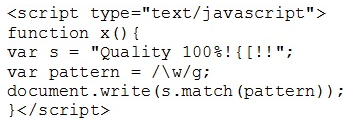 <script type="text/javascript">
function x(){
var s = "Quality 100%!{[!!";
var pattern = /\w/g;
document.write(s.match(pattern));
}</script>